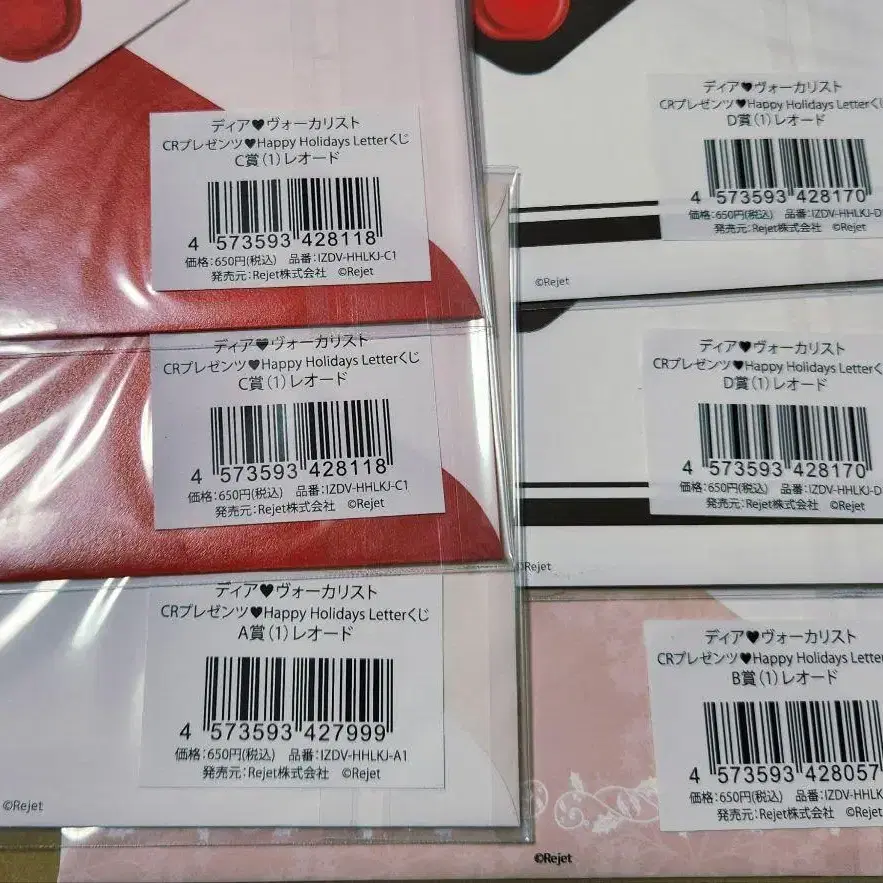 ディア♥ヴォーカリスト
CRプレゼンツ♥Happy Holidays Letterくじ
C賞(1)レオード
4 573593 428118
価格:650円(税込) 品番:IZDV-HHLKJ-C1
発売元:Rejet株式会社 ©Rejet
ディア♥ヴォーカリスト
CRプレゼンツ♥Happy Holidays Letterくじ
C賞(1)レオード
4 573593 428118
価格:650円(税込) 品番:IZDV-HHLKJ-C1
発売元:Rejet株式会社 ©Rejet
ディア♥ヴォーカリスト
CRプレゼンツ♥Happy Holidays Letterくじ
A賞(1)レオード
4 573593 427999
価格:650円(税込) 品番:IZDV-HHLKJ-A1
発売元:Rejet株式会社 ©Rejet
©Rejet
ディア♥ヴォーカリスト
CRプレゼンツ♥Happy Holidays Letterく
D賞(1)レオード
4 573593 428170
価格:650円(税込) 品番:IZDV-HHLKJ-D
発売元:Rejet株式会社 ©Rejet
©Rejet
ディア♥ヴォーカリスト
CRプレゼンツ♥Happy Holidays Letterく
D賞(1)レオード
4 573593 428170
価格:650円(税込) 品番:IZDV-HHLKJ-D
発売元:Rejet株式会社 ©Rejet
©Rejet
ディア♥ヴォーカリスト
CRプレゼンツ♥Happy Holidays Letter
B賞(1)レオード
4 573593 428057
価格:650円(税込) 品番:IZDV-HHLK
発売元:Rejet株式会社 ©Rejet
©Rejet